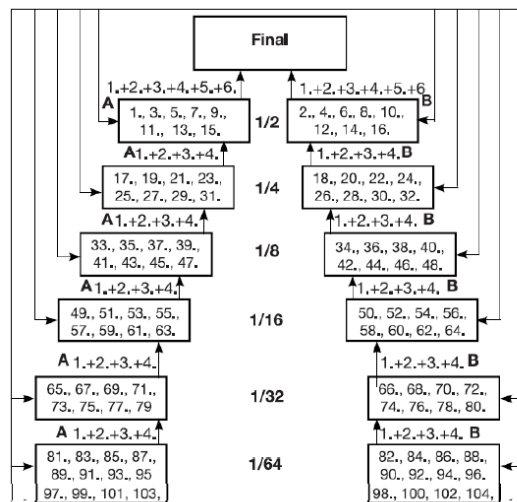 Final
1.+2.+3.+4.+5.+6. 1.+2.+3.+4.+5.+6
A B
1., 3., 5., 7., 9., 1/2 2., 4., 6., 8., 10.,
11., 13., 15. 12., 14., 16.
A 1.+2.+3.+4. 1.+2.+3.+4. B
17., 19., 21., 23., 1/4 18., 20., 22., 24.,
25., 27., 29., 31. 26., 28., 30., 32.
A 1.+2.+3.+4. 1.+2.+3.+4. B
33., 35., 37., 39., 1/8 34., 36., 38., 40.,
41., 43., 45., 47. 42., 44., 46., 48.
A 1.+2.+3.+4. 1.+2.+3.+4. B
49., 51., 53., 55., 1/16 50., 52., 54., 56.,
57., 59., 61., 63. 58., 60., 62., 64.
A 1.+2.+3.+4. 1.+2.+3.+4. B
65., 67., 69., 71., 1/32 66., 68., 70., 72.,
73., 75., 77., 79 74., 76., 78., 80.
A 1.+2.+3.+4. 1.+2.+3.+4. B
81., 83., 85., 87., 1/64 82., 84., 86., 88.,
89., 91., 93., 95 90., 92., 94., 96.
97., 99., 101, 103, 98., 100, 102, 104,